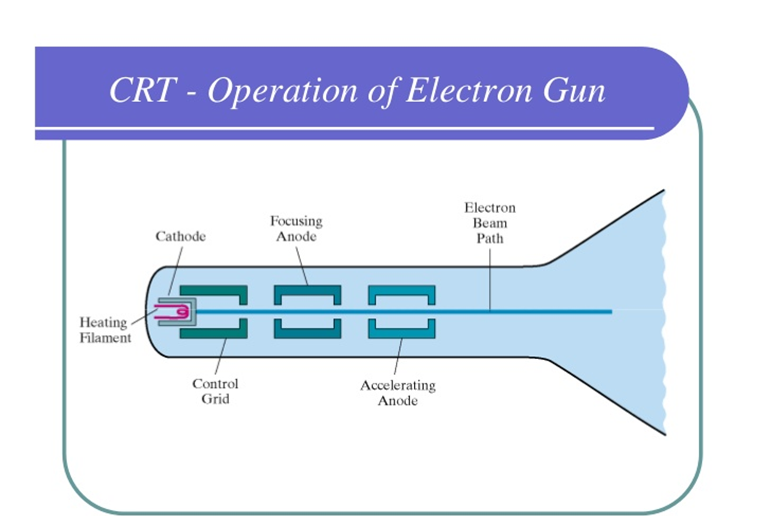 CRT - Operation of Electron Gun
Electron
Beam
Path
Focusing
Anode
Cathode
Heating
Filament
Control
Grid
Accelerating
Anode